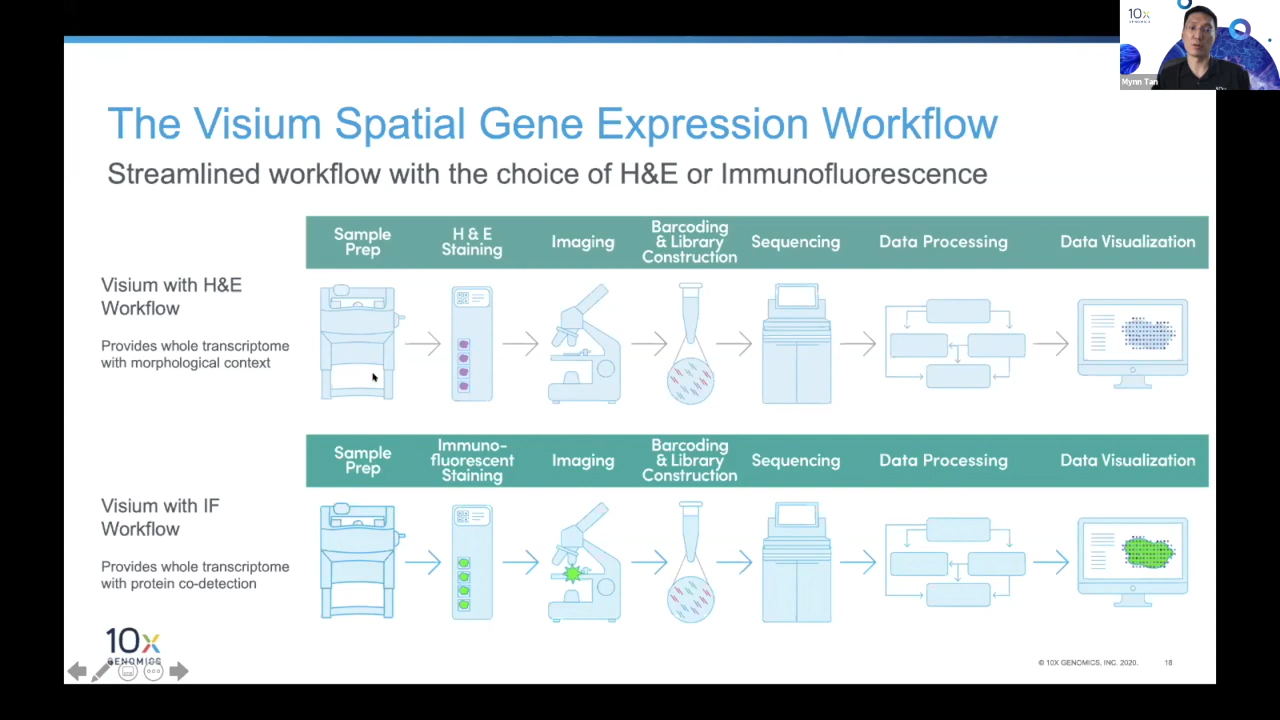 10x
GENOMICS
Mynn Tan
The Visium Spatial Gene Expression Workflow
Streamlined workflow with the choice of H&E or Immunofluorescence
Sample
Prep
H & E
Staining
Imaging
Barcoding
& Library
Construction
Sequencing
Data Processing
Data Visualization
Visium with H&E
Workflow
Provides whole transcriptome
with morphological context
Sample
Prep
Immuno-
fluorescent
Staining
Imaging
Barcoding
& Library
Construction
Sequencing
Data Processing
Data Visualization
Visium with IF
Workflow
Provides whole transcriptome
with protein co-detection
10x
GENOMICS
© 10X GENOMICS, INC. 2020.
18